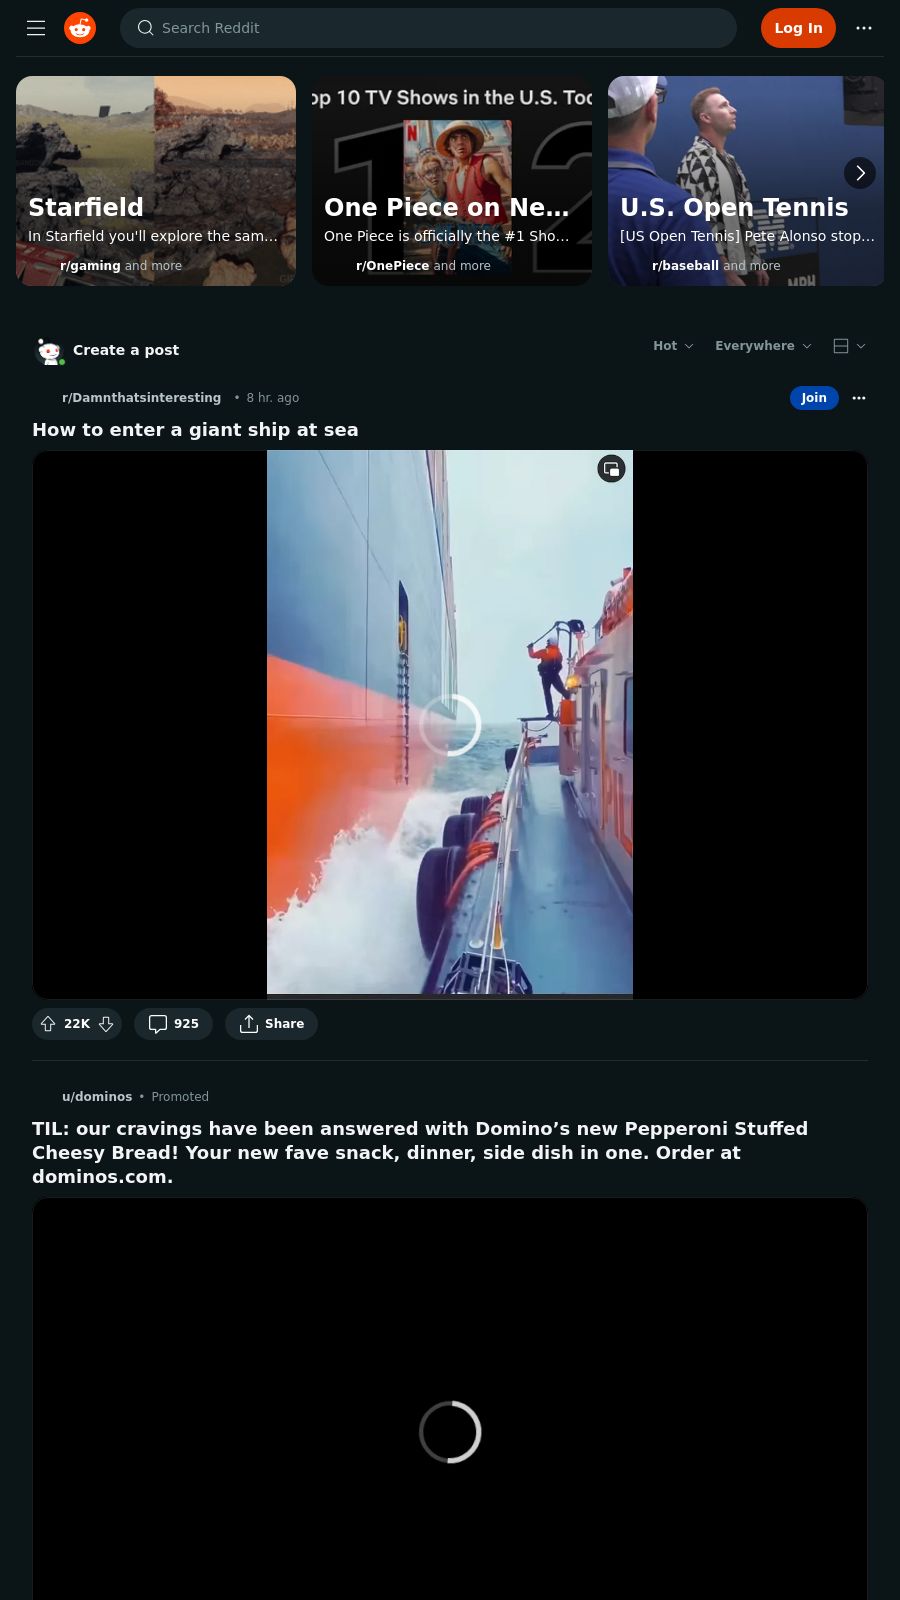 Search Reddit
Log In
op 10 TV Shows in the U.S. Too
Starfield
In Starfield you'll explore the sam...
r/gaming and more
One Piece on Ne...
One Piece is officially the #1 Sho...
r/OnePiece and more
U.S. Open Tennis
[US Open Tennis] Pete Alonso stop...
r/baseball and more
Create a post
Hot
Everywhere
r/Damnthatsinteresting • 8 hr. ago
Join
How to enter a giant ship at sea
22K
925
Share
u/dominos • Promoted
TIL: our cravings have been answered with Domino’s new Pepperoni Stuffed
Cheesy Bread! Your new fave snack, dinner, side dish in one. Order at
dominos.com.